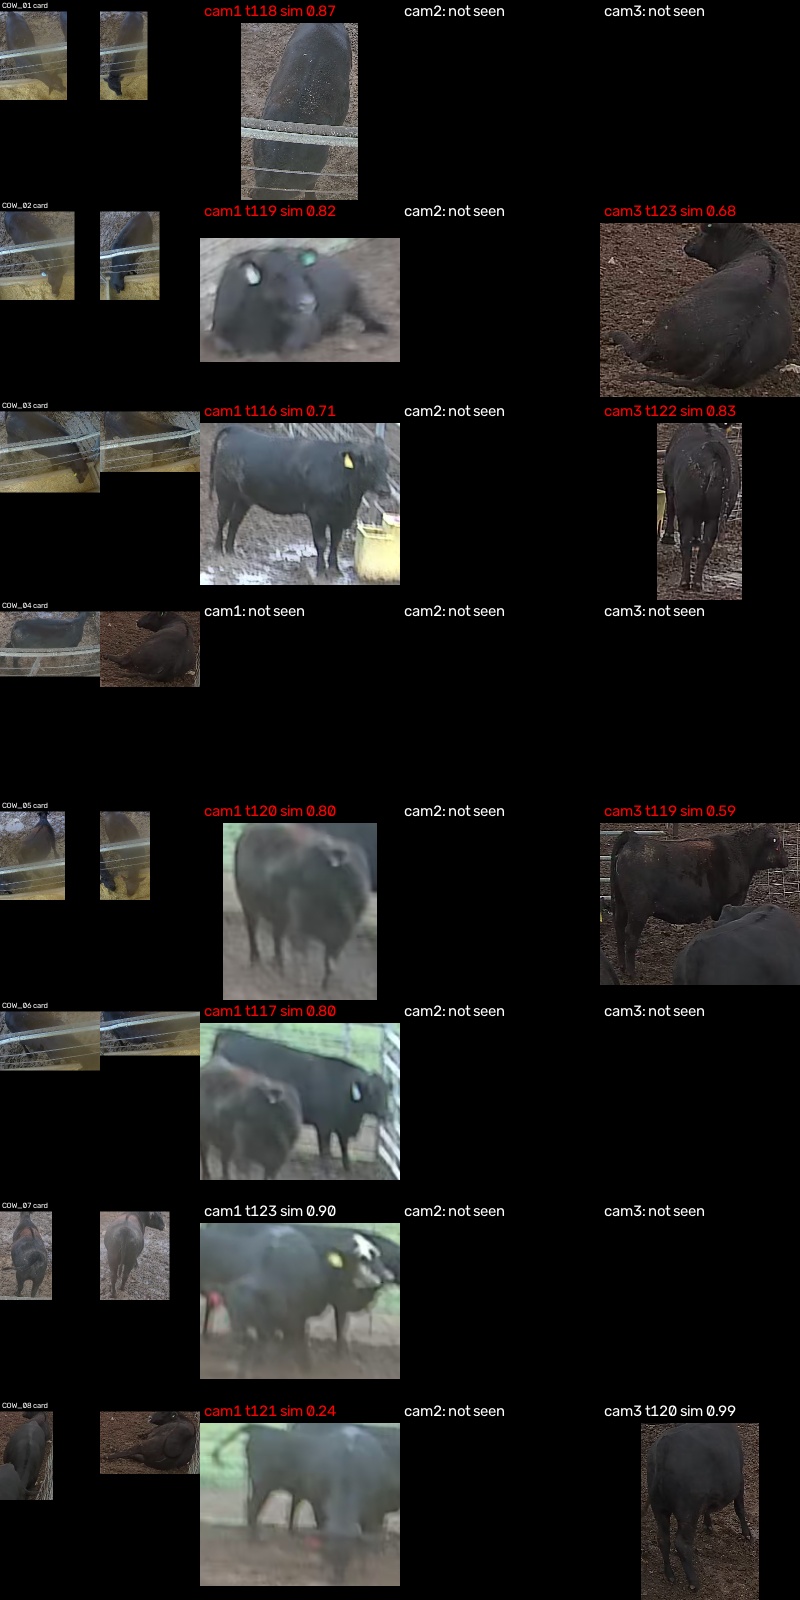 COW_01 card
cam1 t118 sim 0.87
cam2: not seen
cam3: not seen
COW_02 card
cam1 t119 sim 0.82
cam2: not seen
cam3 t123 sim 0.68
COW_03 card
cam1 t116 sim 0.71
cam2: not seen
cam3 t122 sim 0.83
COW_04 card
cam1: not seen
cam2: not seen
cam3: not seen
COW_05 card
cam1 t120 sim 0.80
cam2: not seen
cam3 t119 sim 0.59
COW_06 card
cam1 t117 sim 0.80
cam2: not seen
cam3: not seen
COW_07 card
cam1 t123 sim 0.90
cam2: not seen
cam3: not seen
COW_08 card
cam1 t121 sim 0.24
cam2: not seen
cam3 t120 sim 0.99